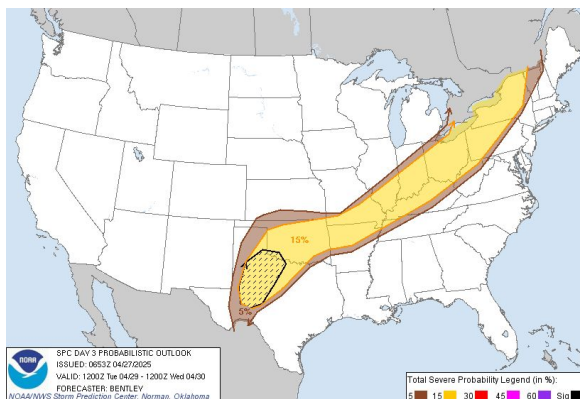 15%
5%
noaa
SPC DAY 3 PROBABILISTIC OUTLOOK
ISSUED: 0653Z 04/27/2025
VALID: 1200Z Tue 04/29 - 1200Z Wed 04/30
FORECASTER: BENTLEY
NOAA/NWS Storm Prediction Center, Norman, Oklahoma
Total Severe Probability Legend (in %):
5 15 30 45 60 Sig